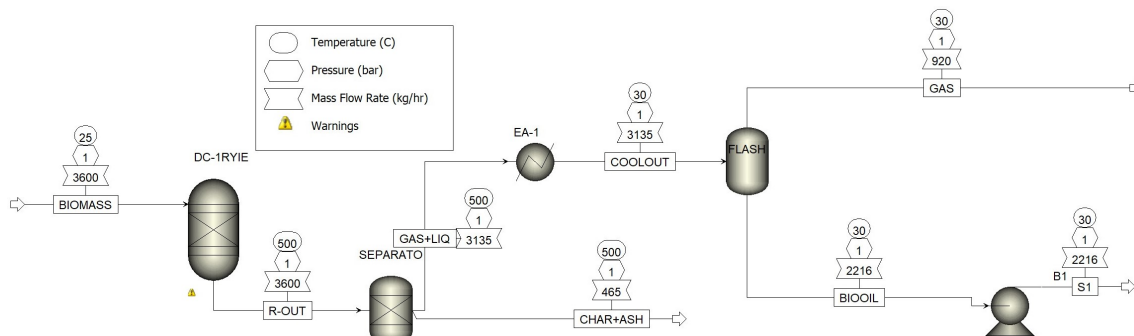 Temperature (C)
Pressure (bar)
Mass Flow Rate (kg/hr)
Warnings
30
1
920
GAS
25
1
3600
BIOMASS
DC-1RYIE
EA-1
30
1
3135
COOLOUT
FLASH
500
1
3135
GAS+LIQ
SEPARATO
500
1
3600
R-OUT
500
1
465
CHAR+ASH
30
1
2216
BIOOIL
30
1
2216
B1
S1